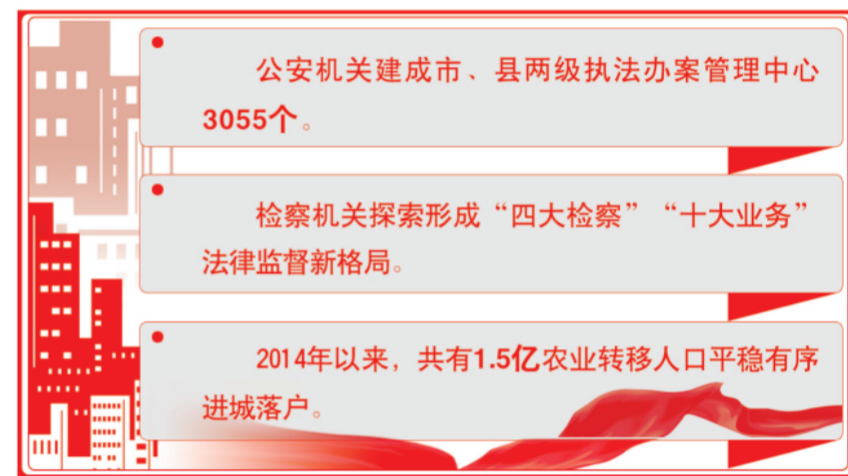 公安机关建成市、县两级执法办案管理中心
3055个。
检察机关探索形成“四大检察”“十大业务”
法律监督新格局。
2014年以来，共有1.5亿农业转移人口平稳有序
进城落户。